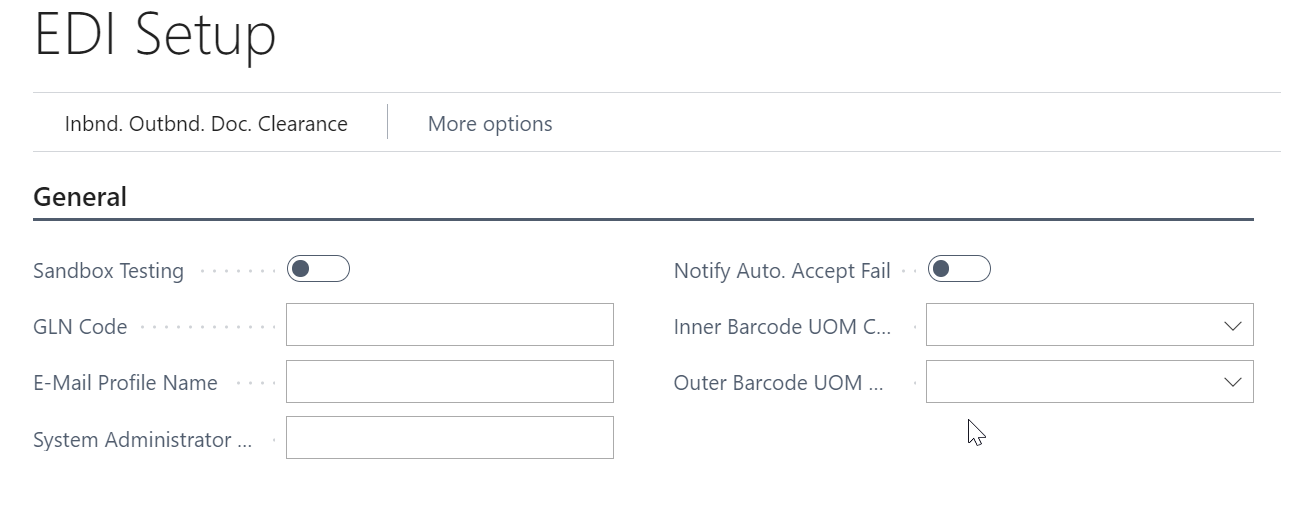 EDI Setup
Inbnd. Outbnd. Doc. Clearance
More options
General
Sandbox Testing
GLN Code
E-Mail Profile Name
System Administrator ...
Notify Auto. Accept Fail
Inner Barcode UOM C...
Outer Barcode UOM ...